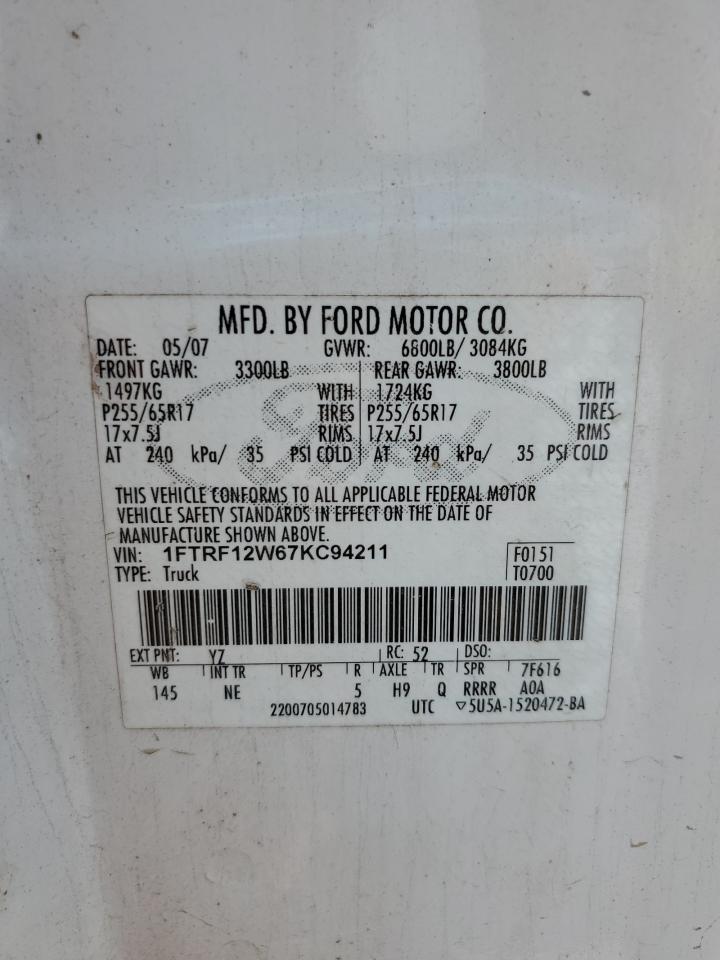 MFD. BY FORD MOTOR CO.
DATE: 05/07 GVWR: 6800LB/ 3084KG
FRONT GAWR: 3300LB REAR GAWR: 3800LB
1497KG WITH 1724KG WITH
P255/65R17 TIRES P255/65R17 TIRES
17x7.5J RIMS 17x7.5J RIMS
AT 240 kPa/ 35 PSI COLD AT 240 kPa/ 35 PSI COLD
Ford
THIS VEHICLE CONFORMS TO ALL APPLICABLE FEDERAL MOTOR
VEHICLE SAFETY STANDARDS IN EFFECT ON THE DATE OF
MANUFACTURE SHOWN ABOVE.
VIN: 1FTRF12W67KC94211 F0151
TYPE: Truck T0700
EXT PNT: YZ RC: 52 DSO:
WB INT TR TP/PS R AXLE TR SPR 7F616
145 NE 5 H9 Q RRRR A0A
2200705014783 UTC ▽5U5A-1520472-BA